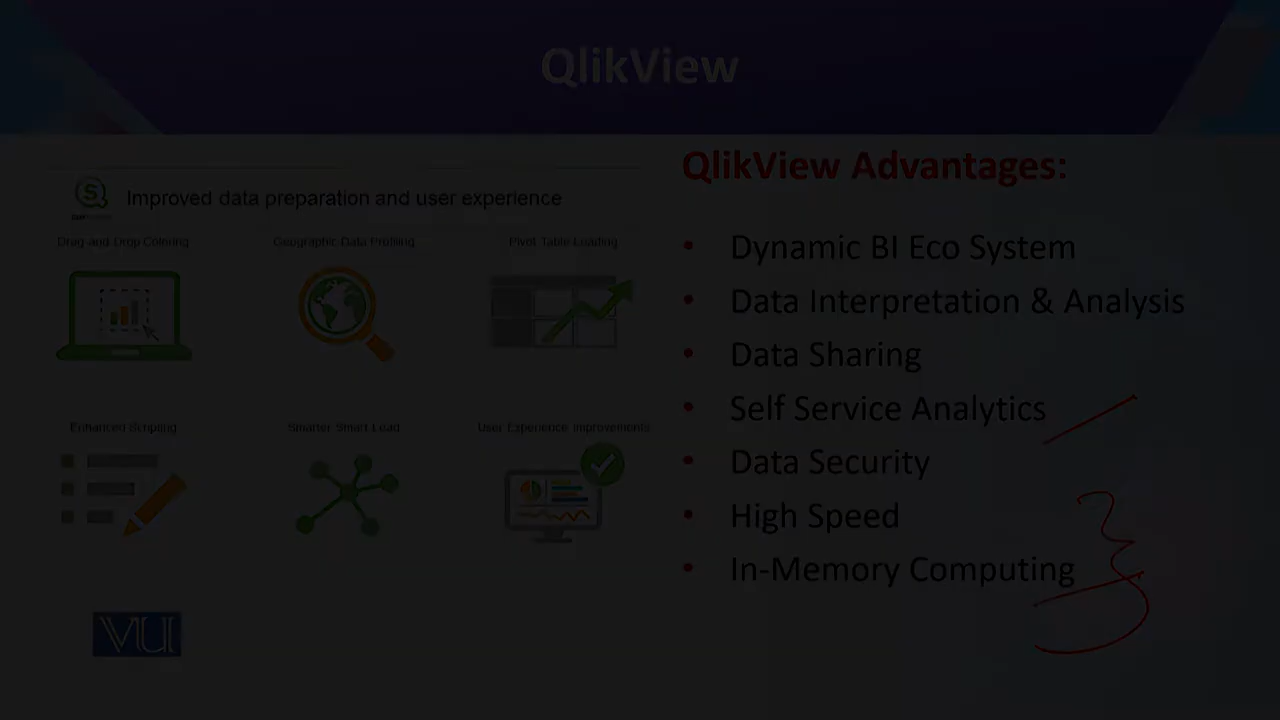 QlikView
Improved data preparation and user experience
Drag-and-Drop Coloring
Geographic Data Profiling
Pivot Table Loading
Enhanced Scripting
Smarter Smart Load
User Experience Improvements
VU
QlikView Advantages:
• Dynamic BI Eco System
• Data Interpretation & Analysis
• Data Sharing
• Self Service Analytics
• Data Security
• High Speed
• In-Memory Computing